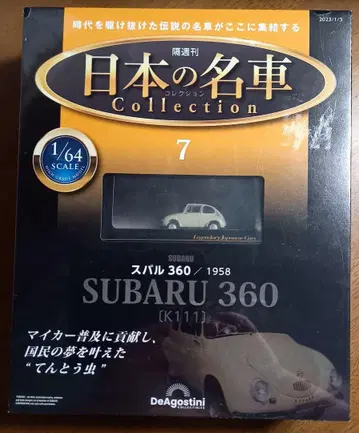 時代を駆け抜けた伝説の名車がここに集結する
2023/1/3
隔週刊
日本の名車
コレクション
Collection
1/64
SCALE
7
Legendary Japanese Cars
SUBARU
スバル 360 / 1958
SUBARU 360
[K111]
マイカー普及に貢献し、
国民の夢を叶えた
“てんとう虫”
DeAGOSTINI